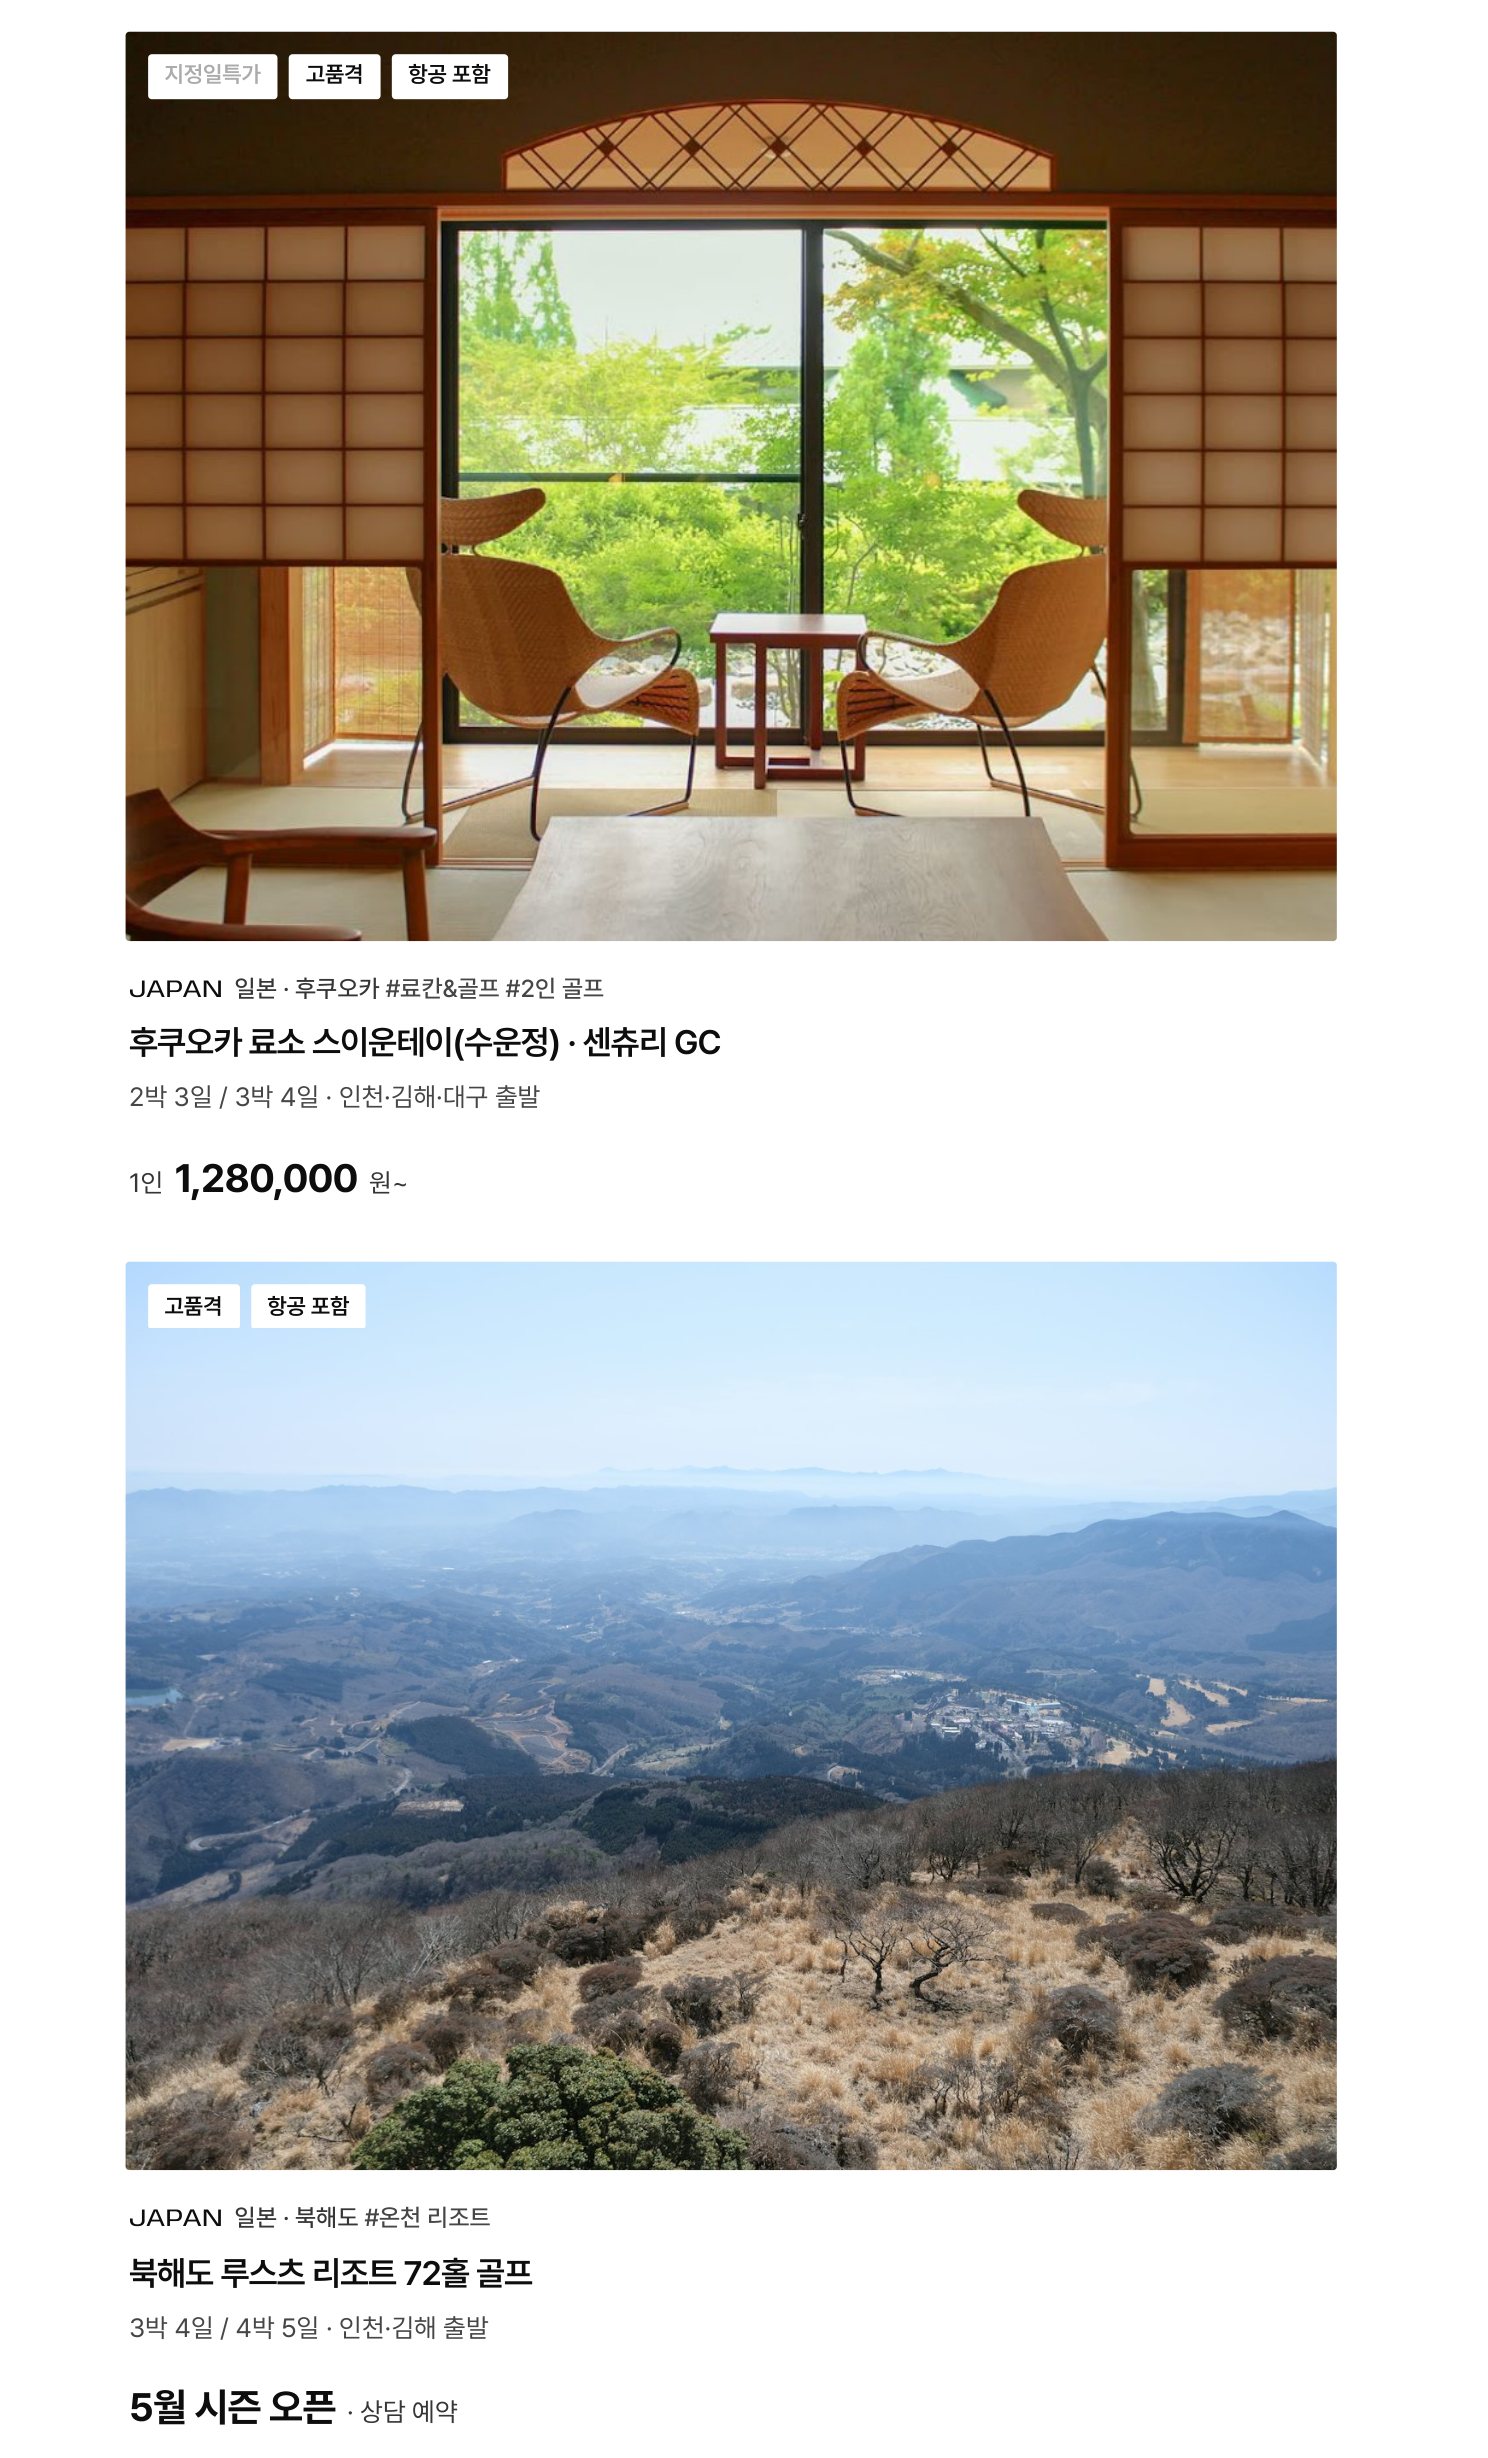 지정일특가 고품격 항공 포함
JAPAN 일본 · 후쿠오카 #료칸&골프 #2인 골프
후쿠오카 료소 스이운테이(수운정) · 센츄리 GC
2박 3일 / 3박 4일 · 인천·김해·대구 출발
1인 1,280,000 원~
고품격 항공 포함
JAPAN 일본 · 북해도 #온천 리조트
북해도 루스츠 리조트 72홀 골프
3박 4일 / 4박 5일 · 인천·김해 출발
5월 시즌 오픈 · 상담 예약